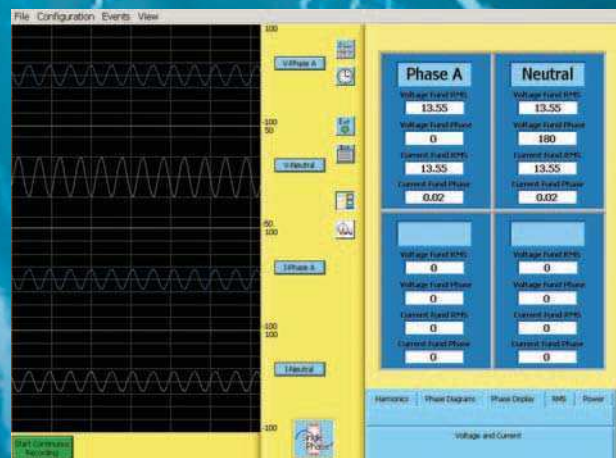 File Configuration Events View
100
V-Phase A
-100
50
V-Neutral
-50
100
I-Phase A
-100
100
I-Neutral
-100
Start Continuous
Recording
Single
Phase
Phase A
Voltage Fund RMS
13.55
Voltage Fund Phase
0
Current Fund RMS
13.55
Current Fund Phase
0.02
Neutral
Voltage Fund RMS
13.55
Voltage Fund Phase
180
Current Fund RMS
13.55
Current Fund Phase
0.02
Voltage Fund RMS
0
Voltage Fund Phase
0
Current Fund RMS
0
Current Fund Phase
0
Voltage Fund RMS
0
Voltage Fund Phase
0
Current Fund RMS
0
Current Fund Phase
0
Harmonics Phase Diagrams Phase Display RMS Power
Voltage and Current